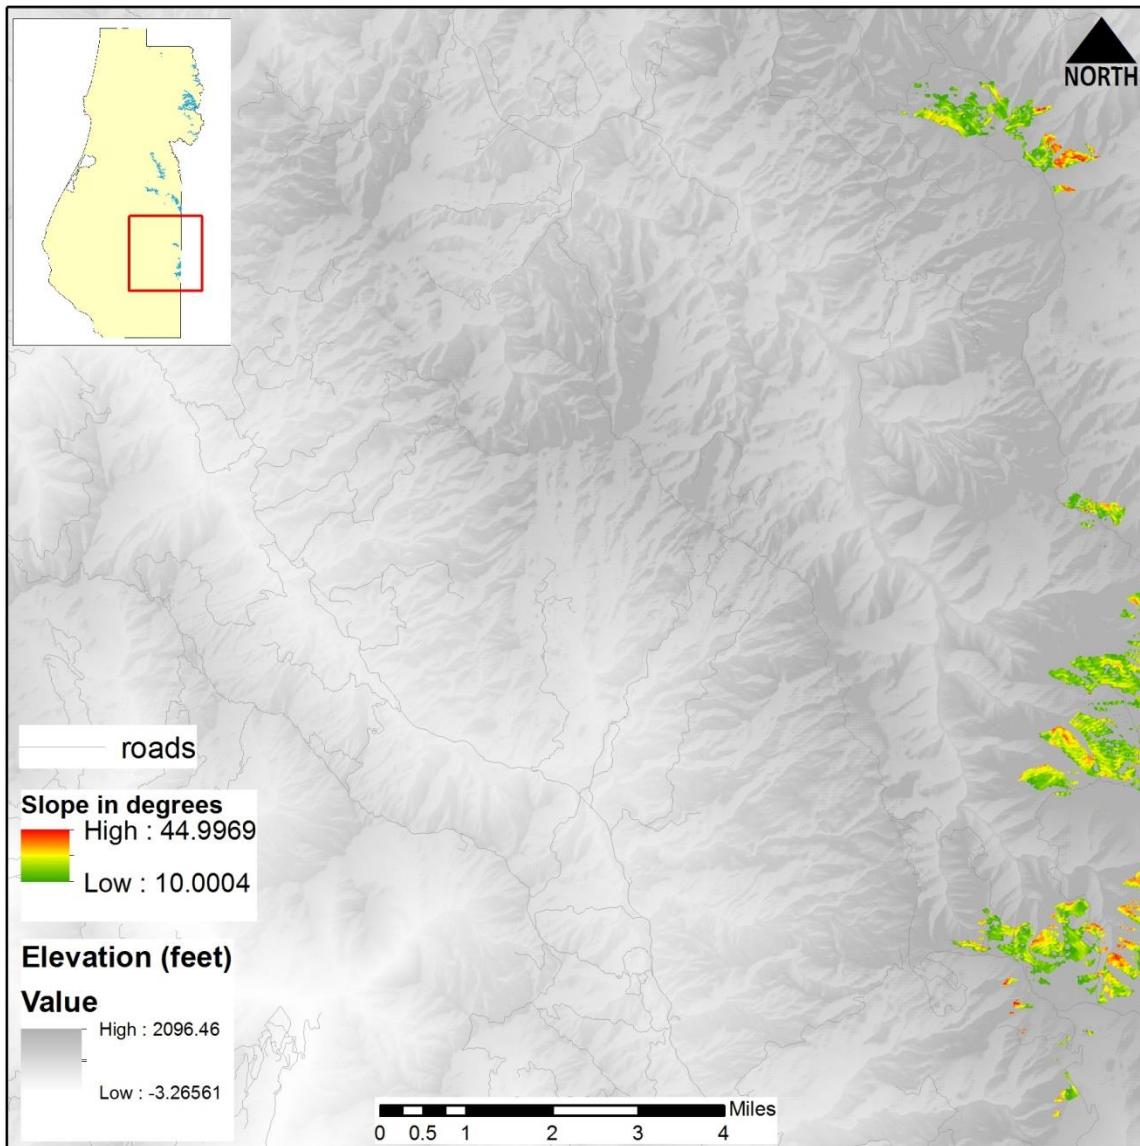 NORTH
roads
Slope in degrees
High : 44.9969
Low : 10.0004
Elevation (feet)
Value
High : 2096.46
Low : -3.26561
Miles
0 0.5 1 2 3 4